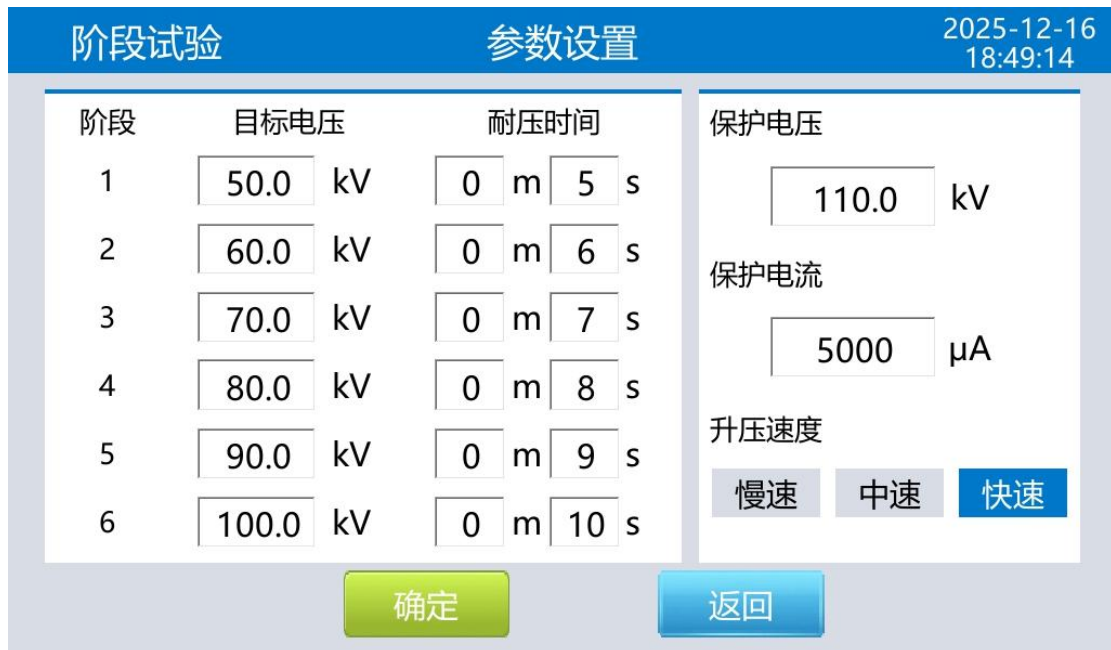 阶段试验 参数设置 2025-12-16
18:49:14
阶段 目标电压 耐压时间
1 50.0 kV 0 m 5 s
2 60.0 kV 0 m 6 s
3 70.0 kV 0 m 7 s
4 80.0 kV 0 m 8 s
5 90.0 kV 0 m 9 s
6 100.0 kV 0 m 10 s
保护电压
110.0 kV
保护电流
5000 μA
升压速度
慢速 中速 快速
确定 返回